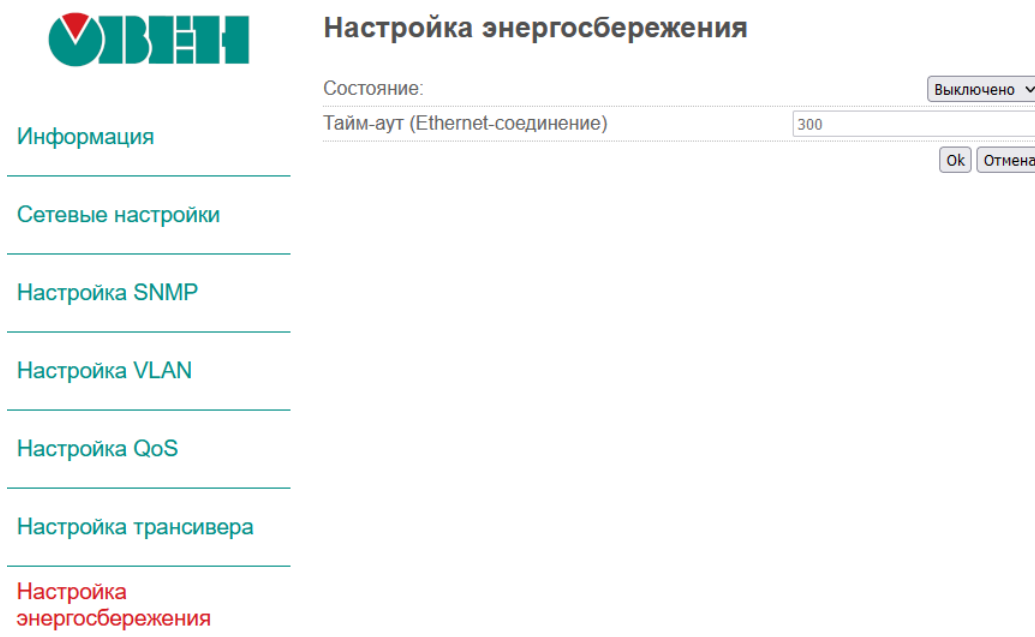 ОВЕН
Настройка энергосбережения
Состояние:
Выключено
Тайм-аут (Ethernet-соединение)
300
Ok
Отмена
Информация
Сетевые настройки
Настройка SNMP
Настройка VLAN
Настройка QoS
Настройка трансивера
Настройка
энергосбережения